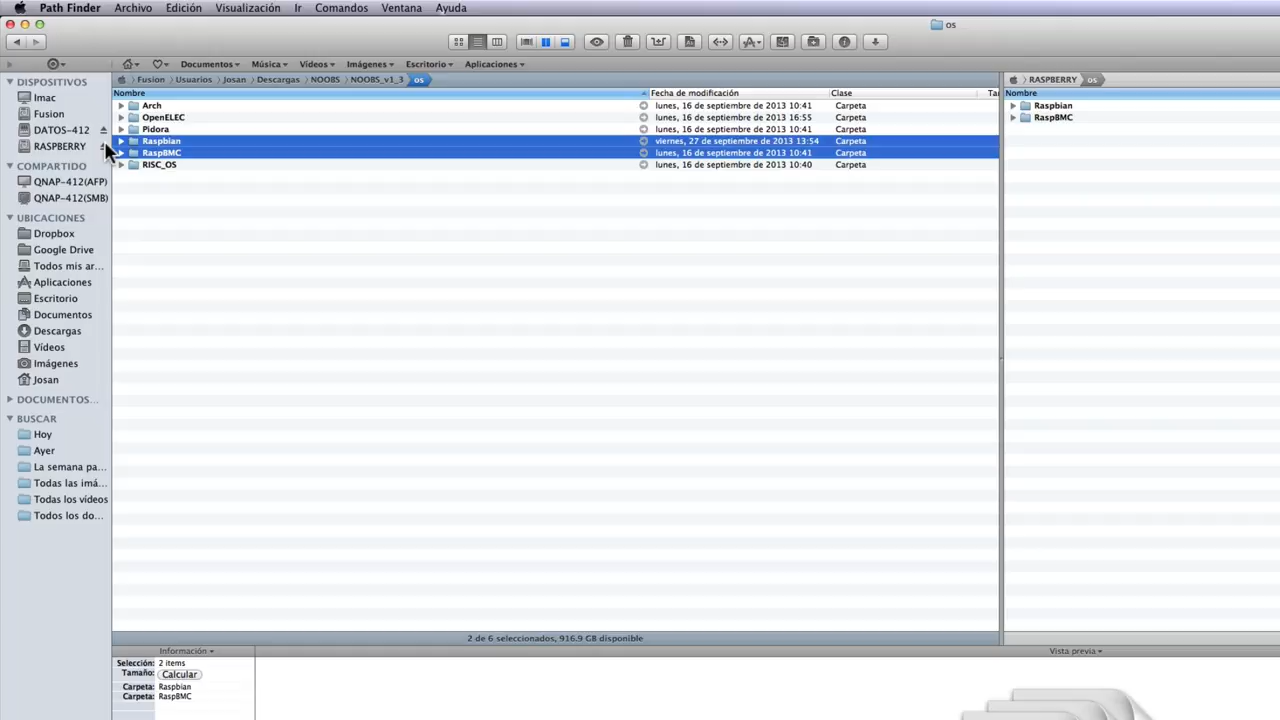 Path Finder Archivo Edición Visualización Ir Comandos Ventana Ayuda
os
Documentos Música Vídeos Imágenes Escritorio Aplicaciones
Fusion Usuarios Josan Descargas NOOBS NOOBS_v1_3 os
RASPBERRY os
Nombre Fecha de modificación Clase Tar
Nombre
DISPOSITIVOS
Imac
Fusion
DATOS-412
RASPBERRY
COMPARTIDO
QNAP-412(AFP)
QNAP-412(SMB)
UBICACIONES
Dropbox
Google Drive
Todos mis ar...
Aplicaciones
Escritorio
Documentos
Descargas
Vídeos
Imágenes
Josan
DOCUMENTOS...
BUSCAR
Hoy
Ayer
La semana pa...
Todas las imá...
Todas los vídeos
Todos los do...
Arch lunes, 16 de septiembre de 2013 10:41 Carpeta
OpenELEC lunes, 16 de septiembre de 2013 16:55 Carpeta
Pidora lunes, 16 de septiembre de 2013 10:41 Carpeta
Raspbian viernes, 27 de septiembre de 2013 13:54 Carpeta
RaspBMC lunes, 16 de septiembre de 2013 10:41 Carpeta
RISC_OS lunes, 16 de septiembre de 2013 10:40 Carpeta
Raspbian
RaspBMC
2 de 6 seleccionados, 916.9 GB disponible
Información
Vista previa
Selección: 2 items
Tamaño: Calcular
Carpeta: Raspbian
Carpeta: RaspBMC